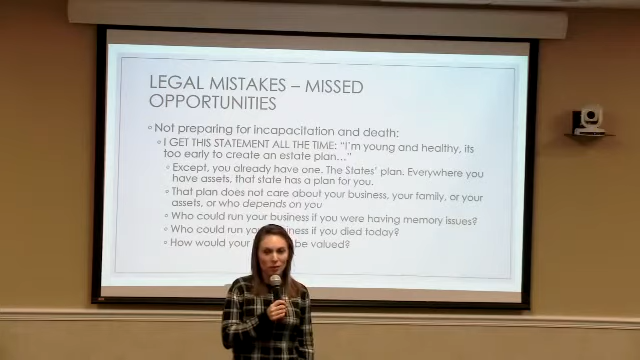 LEGAL MISTAKES – MISSED
OPPORTUNITIES
Not preparing for incapacitation and death:
I GET THIS STATEMENT ALL THE TIME: "I'm young and healthy, its
too early to create an estate plan…"
Except, you already have one. The States' plan. Everywhere you
have assets, that state has a plan for you.
That plan does not care about your business, your family, or your
assets, or who depends on you
Who could run your business if you were having memory issues?
Who could run your iness if you died today?
How would your be valued?